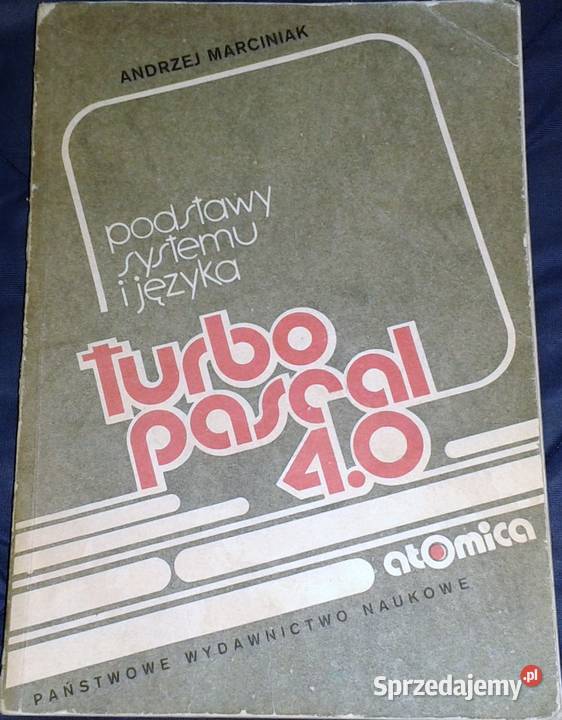 ANDRZEJ MARCINIAK
podstawy
systemu
i języka
turbo
pascal
4.0
atomica
PAŃSTWOWE WYDAWNICTWO NAUKOWE
Sprzedajemy.pl